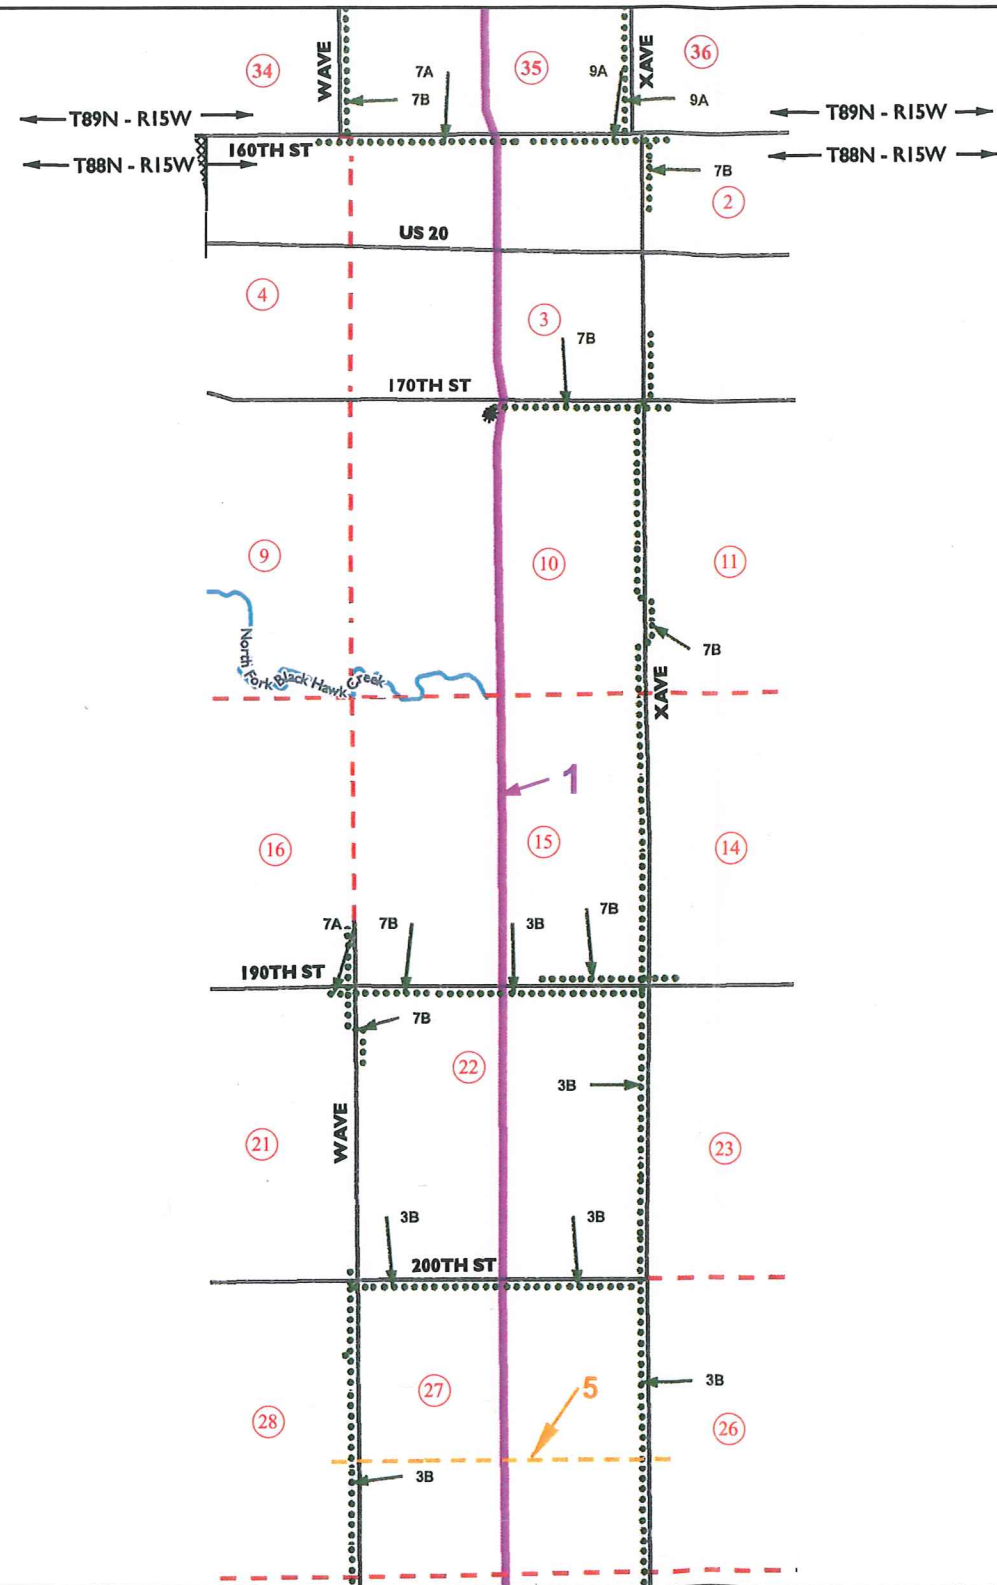 34
WAVE
7A
7B
35
9A
XAVE
36
9A
T89N - R15W
T89N - R15W
160TH ST
T88N - R15W
T88N - R15W
7B
2
US 20
4
3
7B
170TH ST
9
10
11
North Fork Black Hawk Creek
7B
XAVE
1
16
15
14
7A
7B
3B
7B
190TH ST
7B
22
3B
WAVE
21
23
3B
3B
200TH ST
27
5
3B
28
26
3B